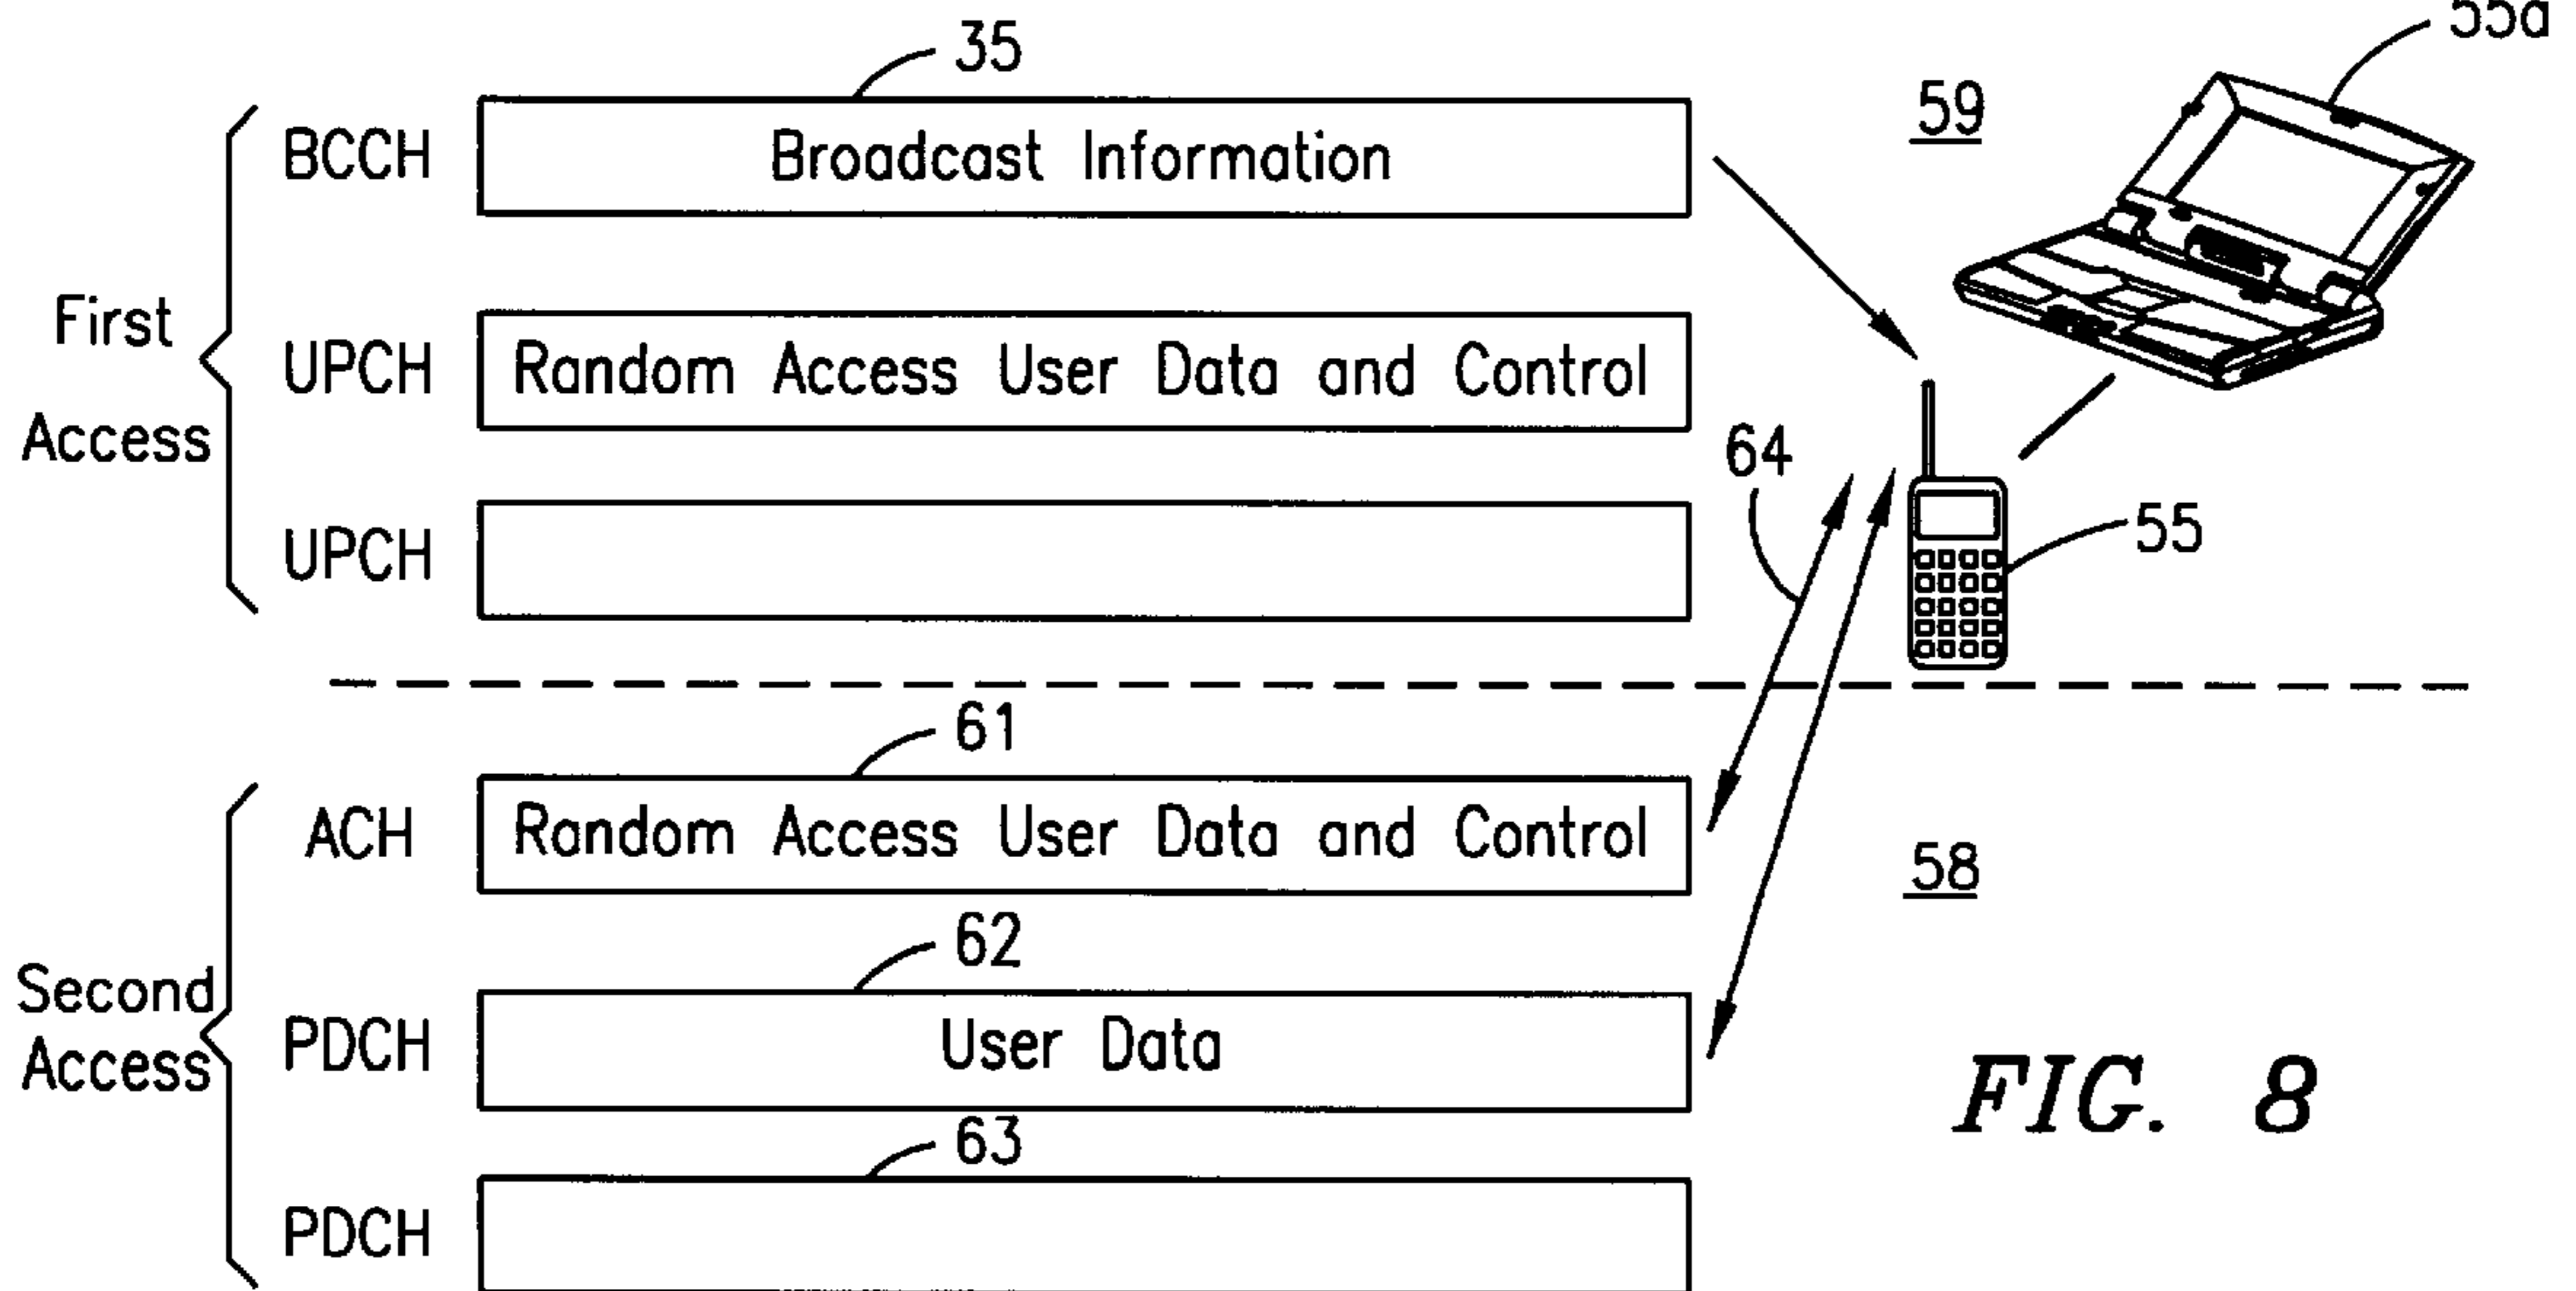 55a
35
59
BCCH Broadcast Information
First Access
UPCH Random Access User Data and Control
64
UPCH
55
61
ACH Random Access User Data and Control
58
62
Second Access
PDCH User Data
FIG. 8
63
PDCH